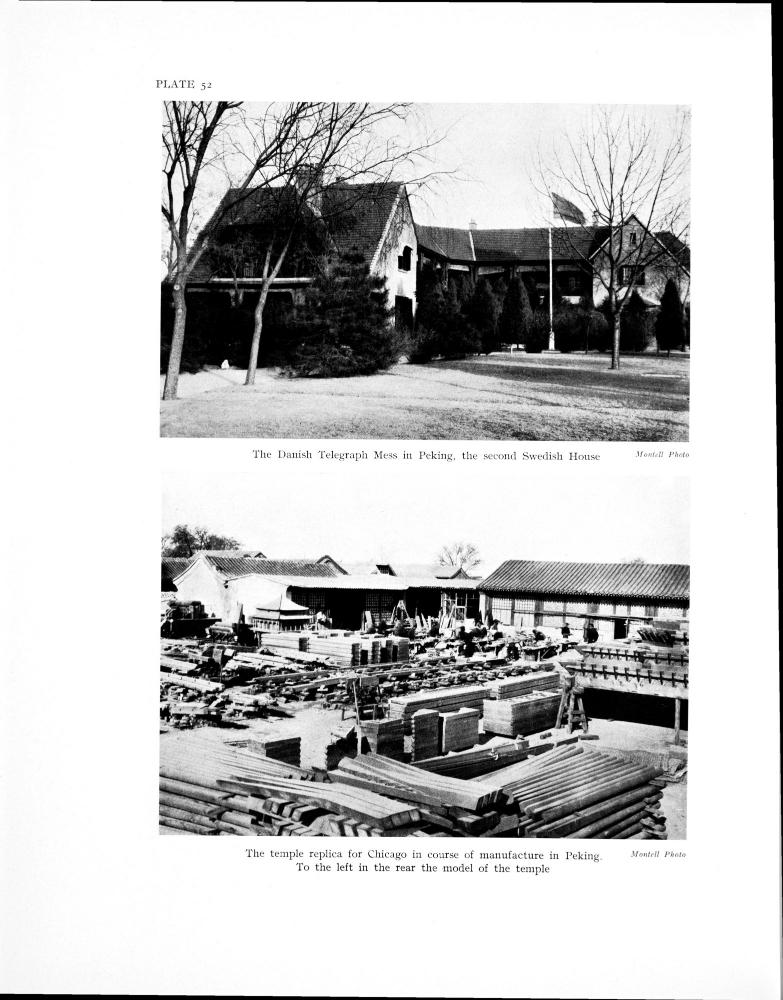 PLATE 52
The Danish Telegraph Mess in Peking, the second Swedish House
Montell Photo
The temple replica for Chicago in course of manufacture in Peking.
Montell Photo
To the left in the rear the model of the temple